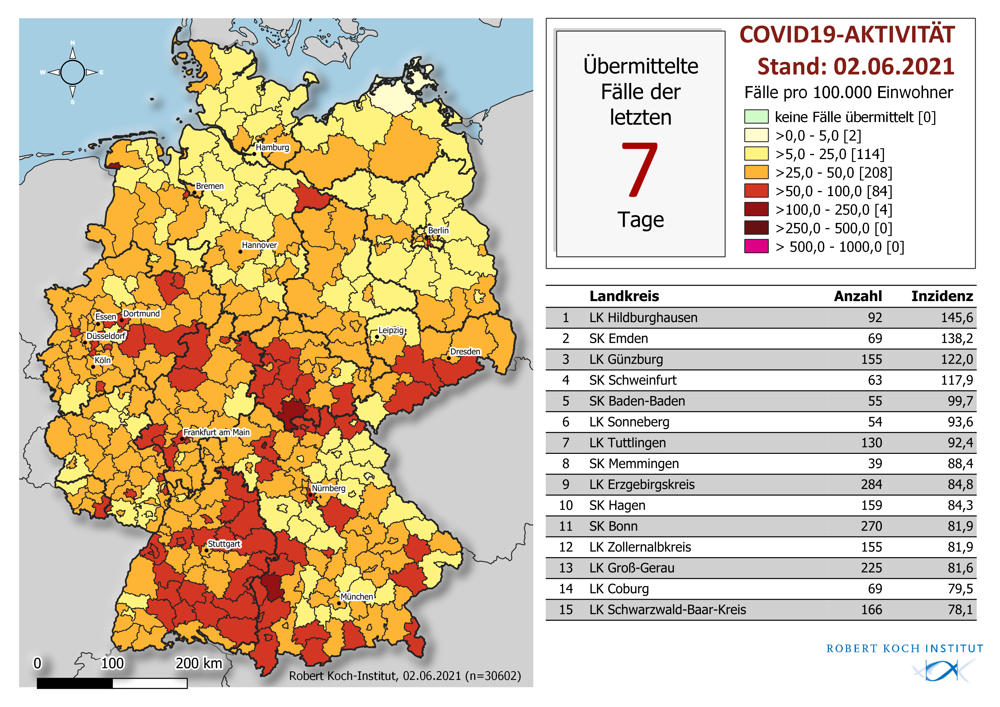 N
W
E
S
Hamburg
Bremen
Berlin
Hannover
Essen
Dortmund
Düsseldorf
Leipzig
Dresden
Köln
Frankfurt am Main
Nürnberg
Stuttgart
München
0 100 200 km
Robert Koch-Institut, 02.06.2021 (n=30602)
Übermittelte
Fälle der
letzten
7
Tage
COVID19-AKTIVITÄT
Stand: 02.06.2021
Fälle pro 100.000 Einwohner
keine Fälle übermittelt [0]
>0,0 - 5,0 [2]
>5,0 - 25,0 [114]
>25,0 - 50,0 [208]
>50,0 - 100,0 [84]
>100,0 - 250,0 [4]
>250,0 - 500,0 [0]
> 500,0 - 1000,0 [0]
Landkreis Anzahl Inzidenz
1 LK Hildburghausen 92 145,6
2 SK Emden 69 138,2
3 LK Günzburg 155 122,0
4 SK Schweinfurt 63 117,9
5 SK Baden-Baden 55 99,7
6 LK Sonneberg 54 93,6
7 LK Tuttlingen 130 92,4
8 SK Memmingen 39 88,4
9 LK Erzgebirgskreis 284 84,8
10 SK Hagen 159 84,3
11 SK Bonn 270 81,9
12 LK Zollernalbkreis 155 81,9
13 LK Groß-Gerau 225 81,6
14 LK Coburg 69 79,5
15 LK Schwarzwald-Baar-Kreis 166 78,1
ROBERT KOCH INSTITUT